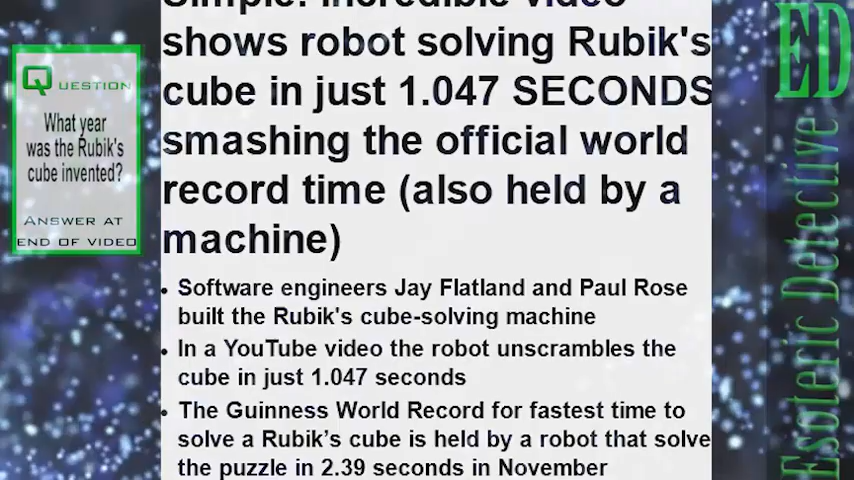 Simple! Incredible video
shows robot solving Rubik's
cube in just 1.047 SECONDS
smashing the official world
record time (also held by a
machine)
Software engineers Jay Flatland and Paul Rose
built the Rubik's cube-solving machine
In a YouTube video the robot unscrambles the
cube in just 1.047 seconds
The Guinness World Record for fastest time to
solve a Rubik's cube is held by a robot that solve
the puzzle in 2.39 seconds in November
QUESTION
What year
was the Rubik's
cube invented?
ANSWER AT
END OF VIDEO
ED
Esoteric Detective